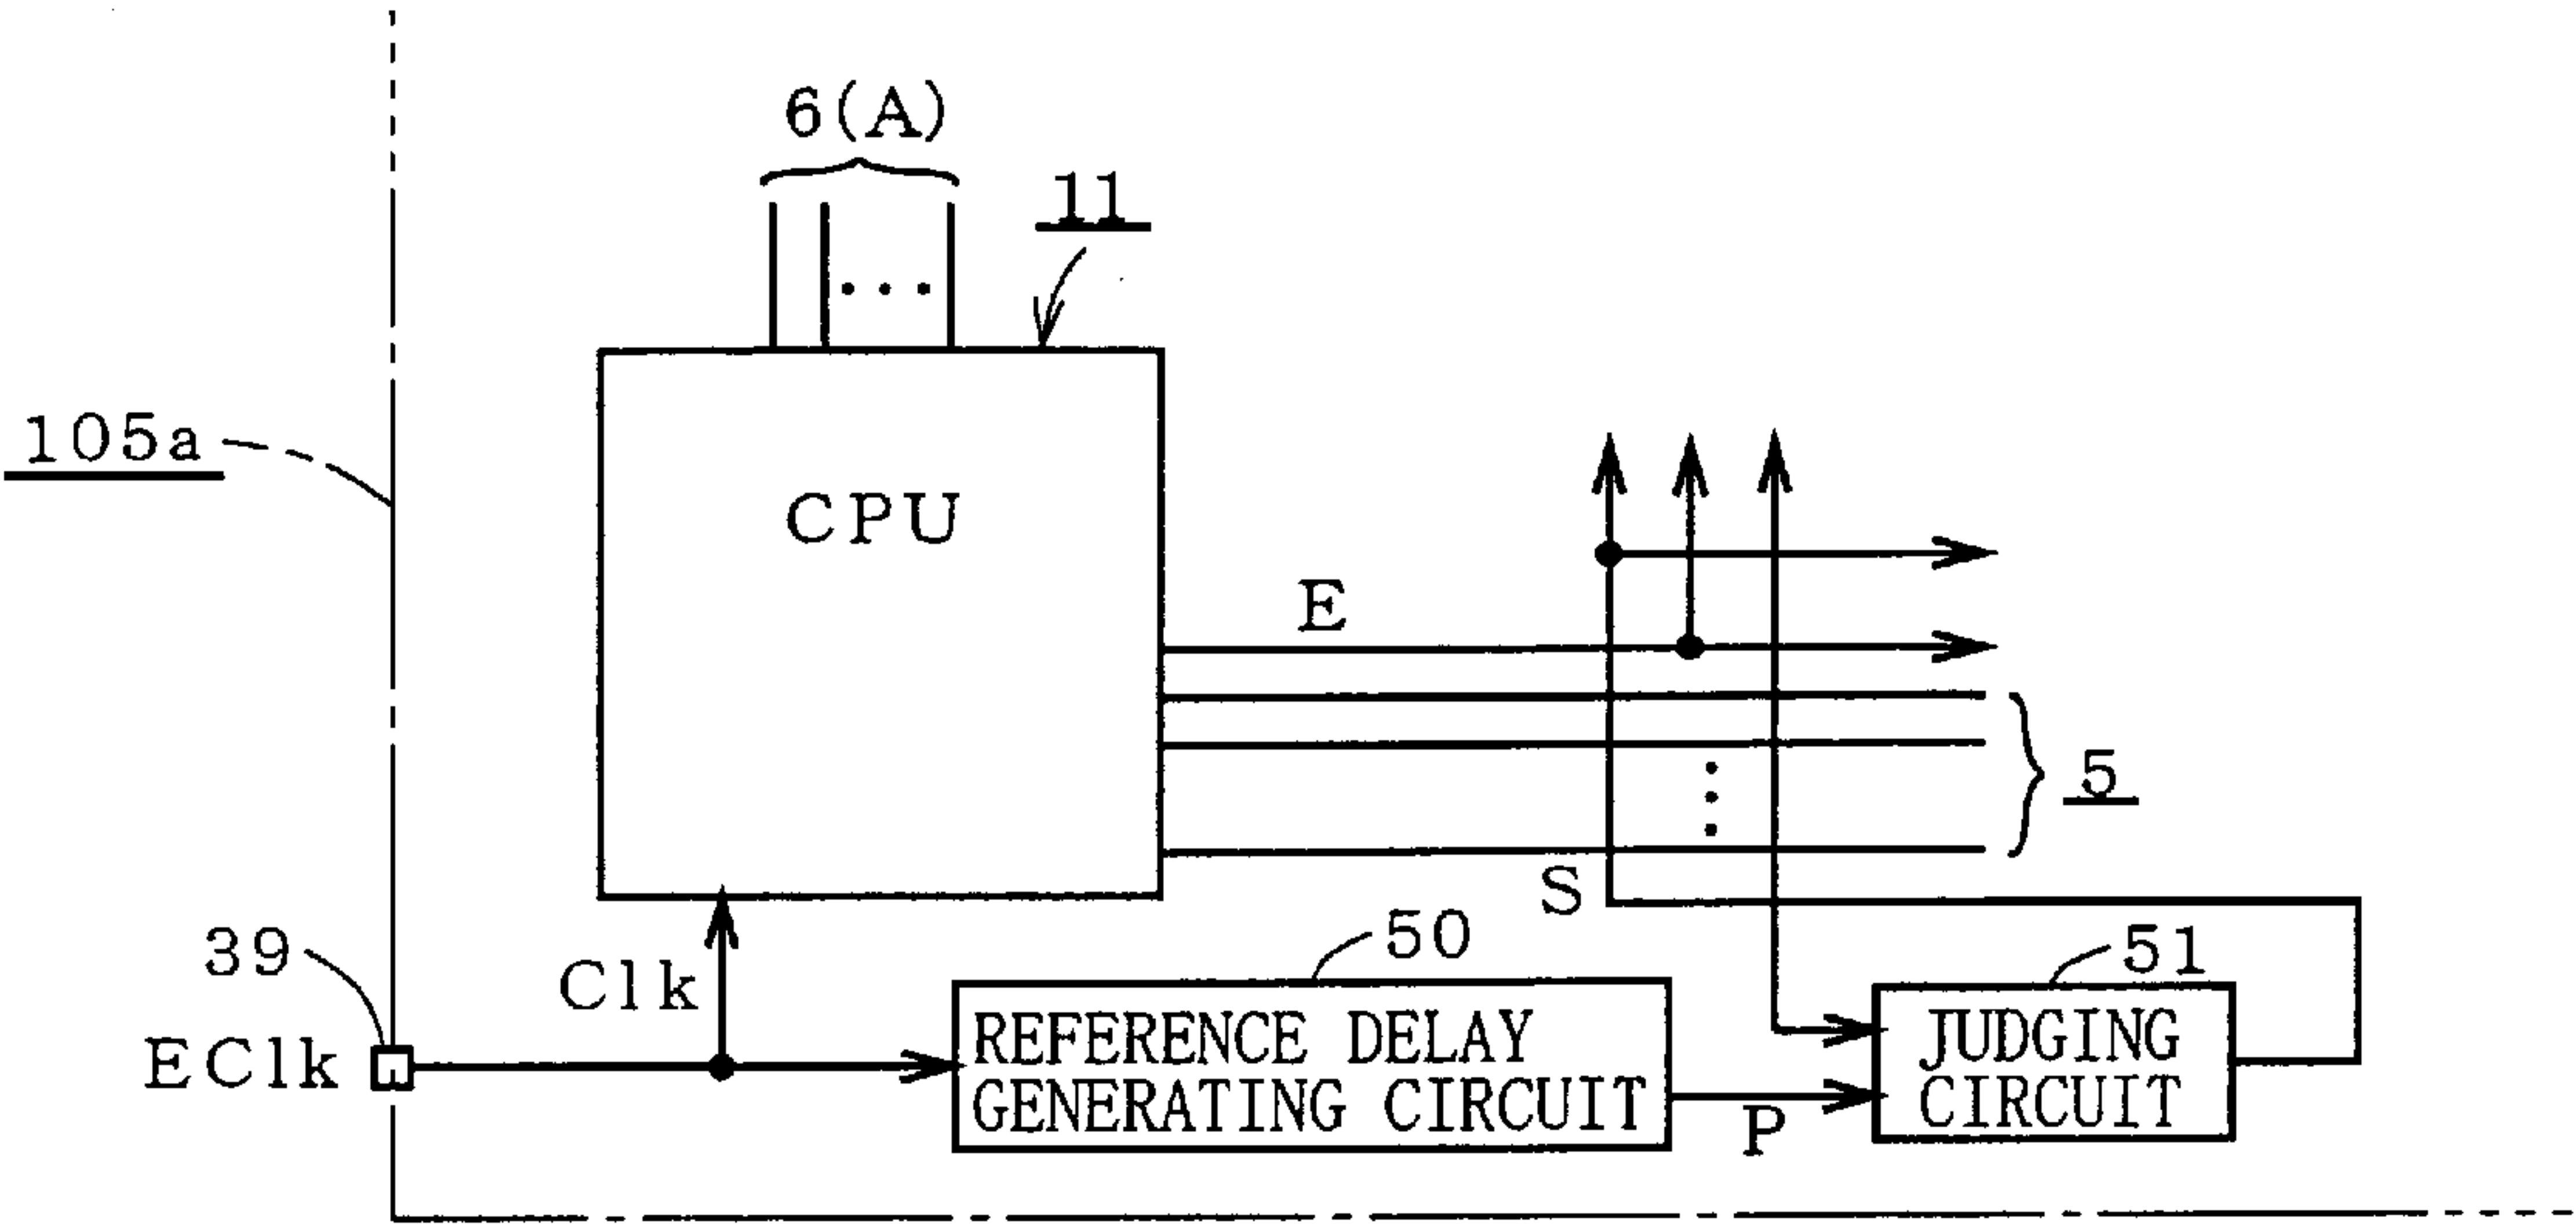 6(A)
11
105a
CPU
E
5
S
39
Clk
50
51
EClk
REFERENCE DELAY
GENERATING CIRCUIT
P
JUDGING
CIRCUIT